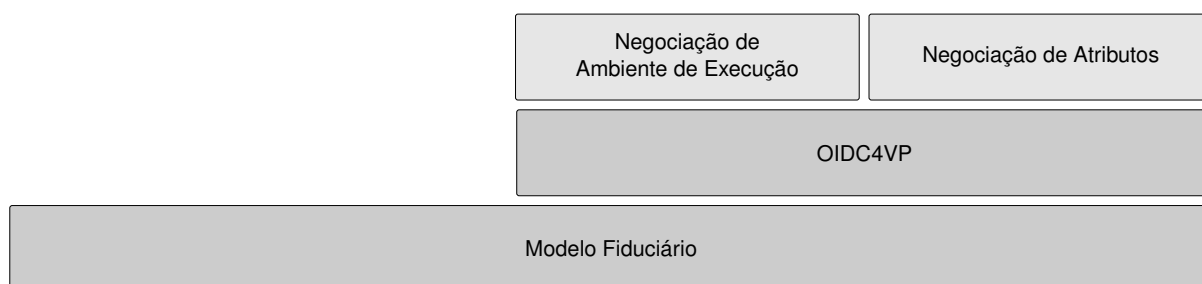 Negociação de
Ambiente de Execução
Negociação de Atributos
OIDC4VP
Modelo Fiduciário